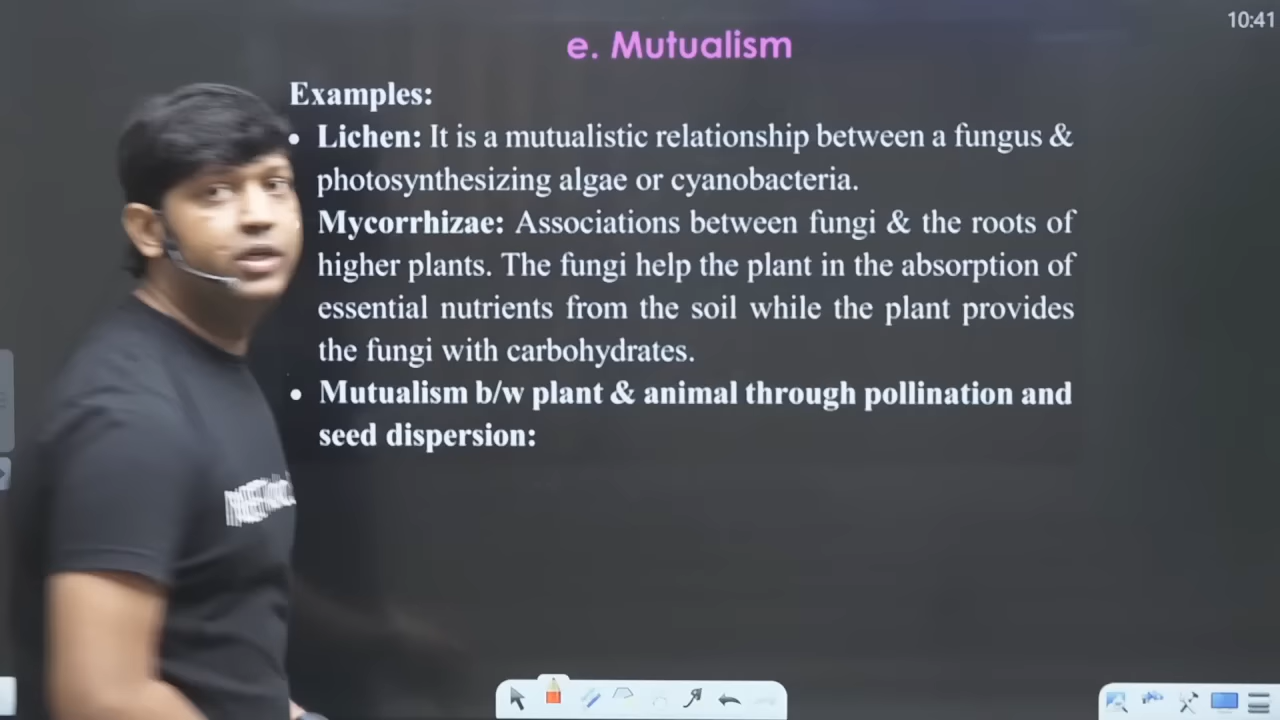 10:41
e. Mutualism
Examples:
• Lichen: It is a mutualistic relationship between a fungus &
photosynthesizing algae or cyanobacteria.
Mycorrhizae: Associations between fungi & the roots of
higher plants. The fungi help the plant in the absorption of
essential nutrients from the soil while the plant provides
the fungi with carbohydrates.
• Mutualism b/w plant & animal through pollination and
seed dispersion: